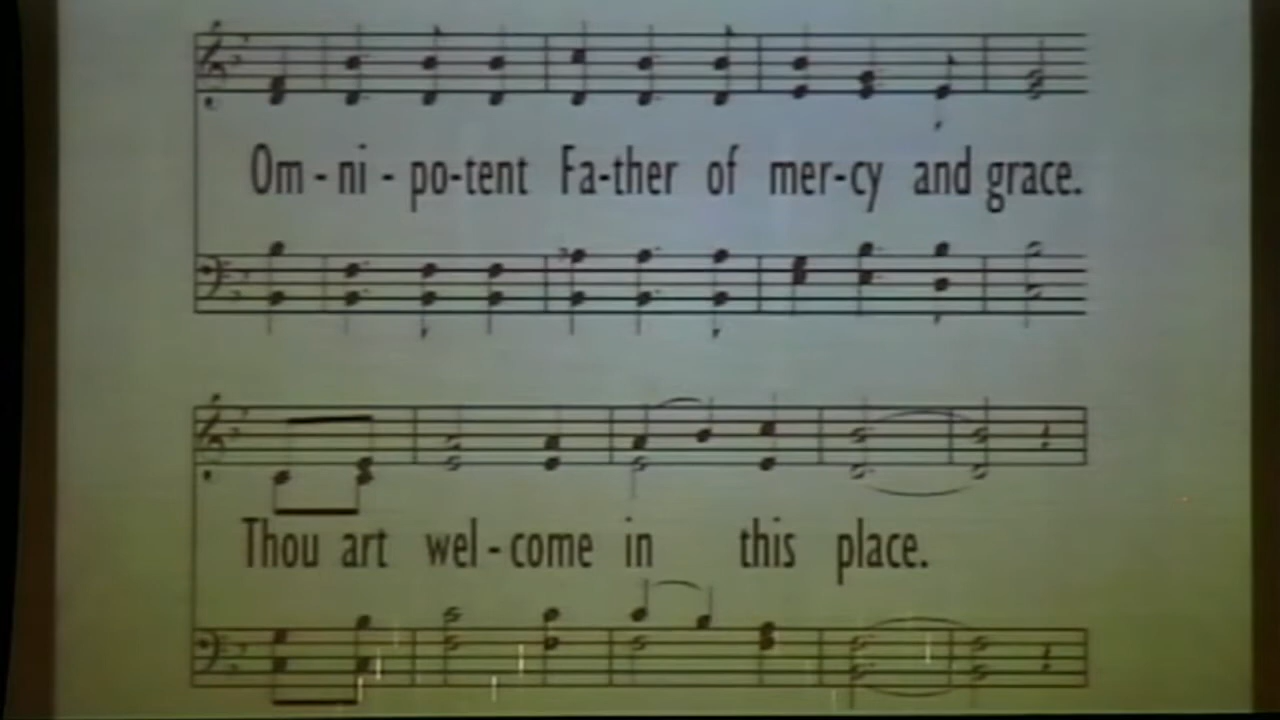 Om - ni - po-tent Fa-ther of mer-cy and grace.
Thou art wel - come in this place.